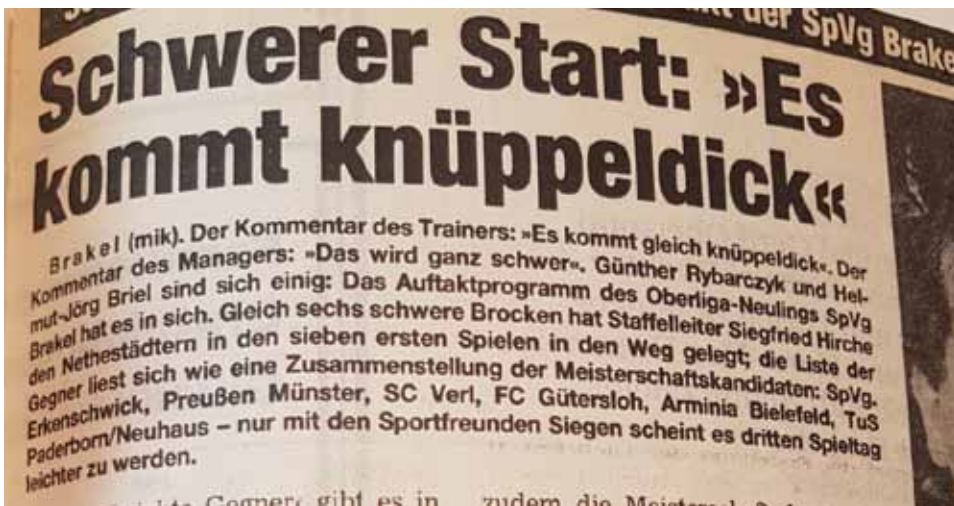 der SpVg Brake
Schwerer Start: »Es
kommt knüppeldick«
Brakel (mik). Der Kommentar des Trainers: »Es kommt gleich knüppeldick«. Der
Kommentar des Managers: »Das wird ganz schwer«. Günther Rybarczyk und Hel-
mut-Jörg Briel sind sich einig: Das Auftaktprogramm des Oberliga-Neulings SpVg
Brakel hat es in sich. Gleich sechs schwere Brocken hat Staffelleiter Siegfried Hirche
den Nethestädtern in den sieben ersten Spielen in den Weg gelegt; die Liste der
Gegner liest sich wie eine Zusammenstellung der Meisterschaftskandidaten: SpVg.
Erkenschwick, Preußen Münster, SC Verl, FC Gütersloh, Arminia Bielefeld, TuS
Paderborn/Neuhaus – nur mit den Sportfreunden Siegen scheint es dritten Spieltag
leichter zu werden.
gibt es in zudem die